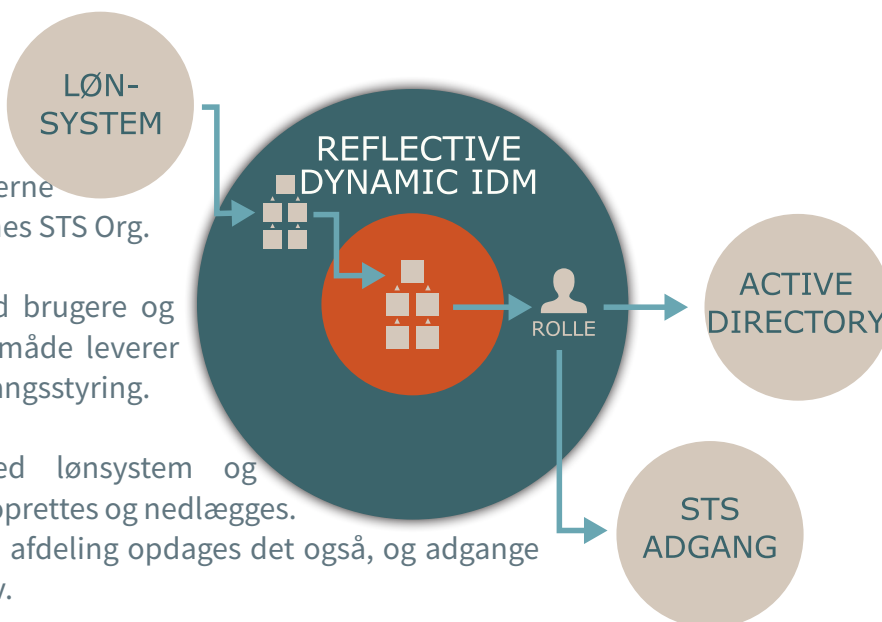 LØN-
SYSTEM
REFLECTIVE
DYNAMIC IDM
ROLLE
ACTIVE
DIRECTORY
STS
ADGANG
erne
es STS Org.
brugere og
måde leverer
angsstyring.
ed lønsystem og
oprettes og nedlægges.
afdeling opdages det også, og adgange